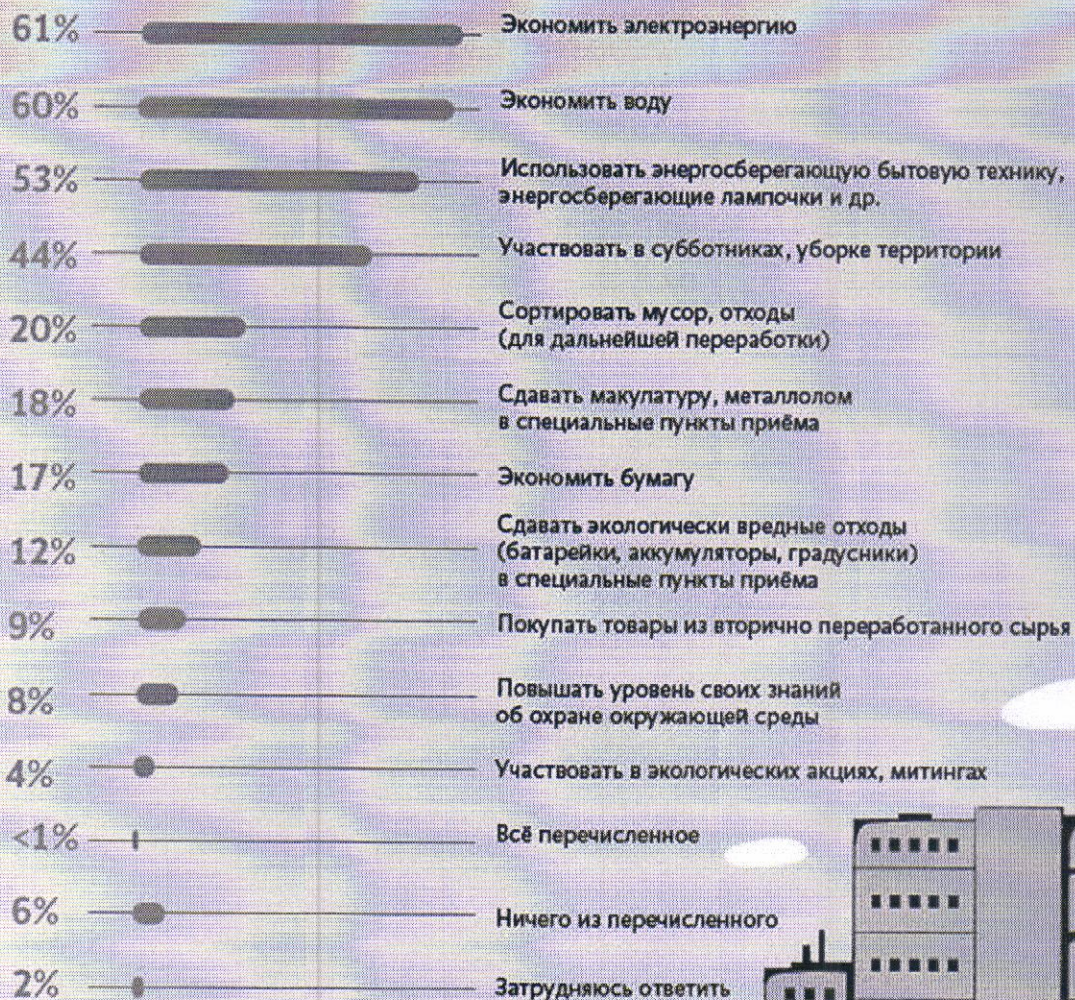 61% Экономить электроэнергию
60% Экономить воду
53% Использовать энергосберегающую бытовую технику,
энергосберегающие лампочки и др.
44% Участвовать в субботниках, уборке территории
20% Сортировать мусор, отходы
(для дальнейшей переработки)
18% Сдавать макулатуру, металлолом
в специальные пункты приёма
17% Экономить бумагу
12% Сдавать экологически вредные отходы
(батарейки, аккумуляторы, градусники)
в специальные пункты приёма
9% Покупать товары из вторично переработанного сырья
8% Повышать уровень своих знаний
об охране окружающей среды
4% Участвовать в экологических акциях, митингах
<1% Всё перечисленное
6% Ничего из перечисленного
2% Затрудняюсь ответить